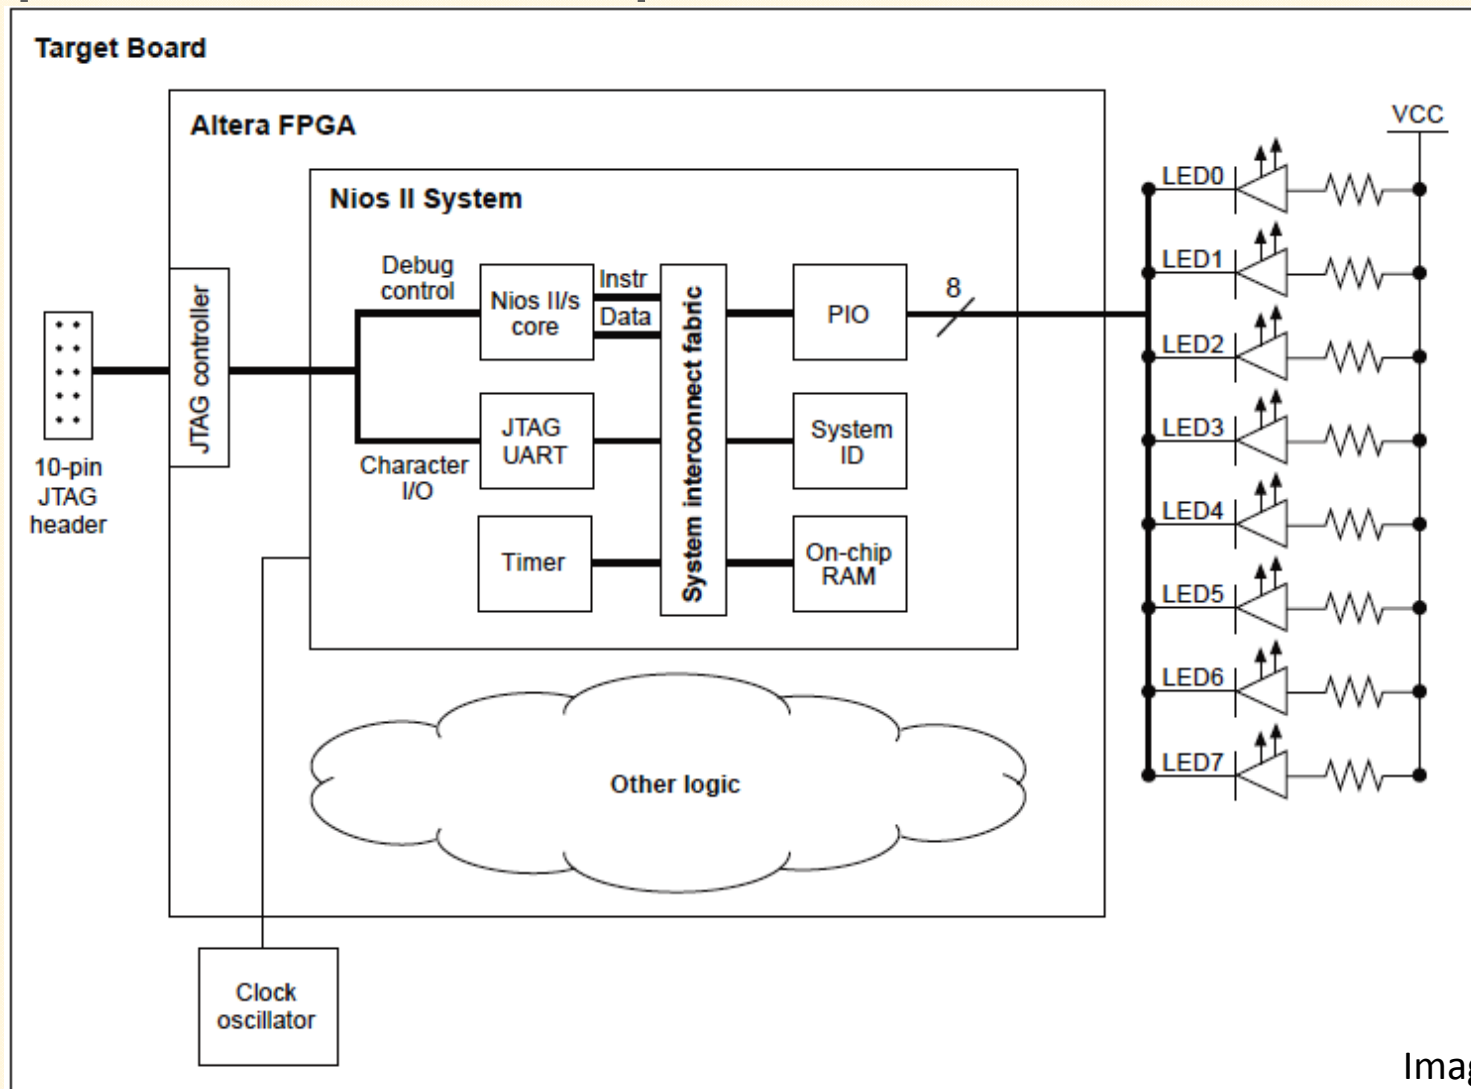 Target Board
Altera FPGA
VCC
Nios II System
LED0
LED1
LED2
LED3
LED4
LED5
LED6
LED7
Debug
control
Nios II/s
core
Instr
Data
System interconnect fabric
PIO
8
JTAG controller
10-pin
JTAG
header
Character
I/O
JTAG
UART
System
ID
Timer
On-chip
RAM
Other logic
Clock
oscillator